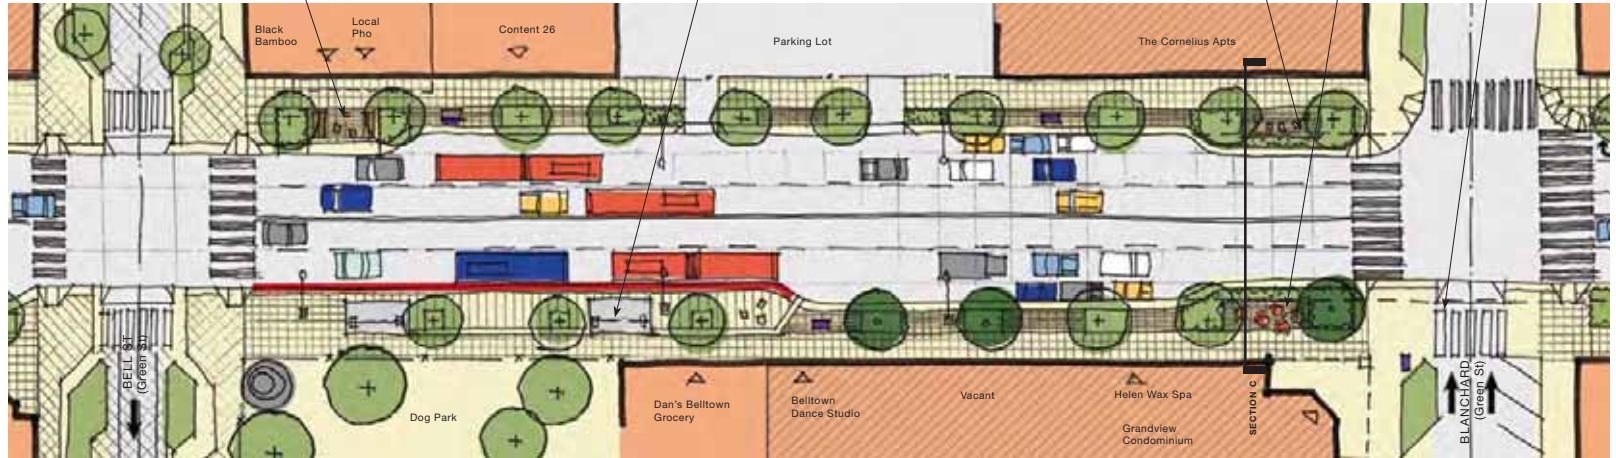 Black
Bamboo
Local
Pho
Content 26
Parking Lot
The Cornelius Apts
BELL ST
(Green St)
Dog Park
Dan's Belltown
Grocery
Belltown
Dance Studio
Vacant
Helen Wax Spa
Grandview
Condominium
SECTION C
BLANCHARD
(Green St)